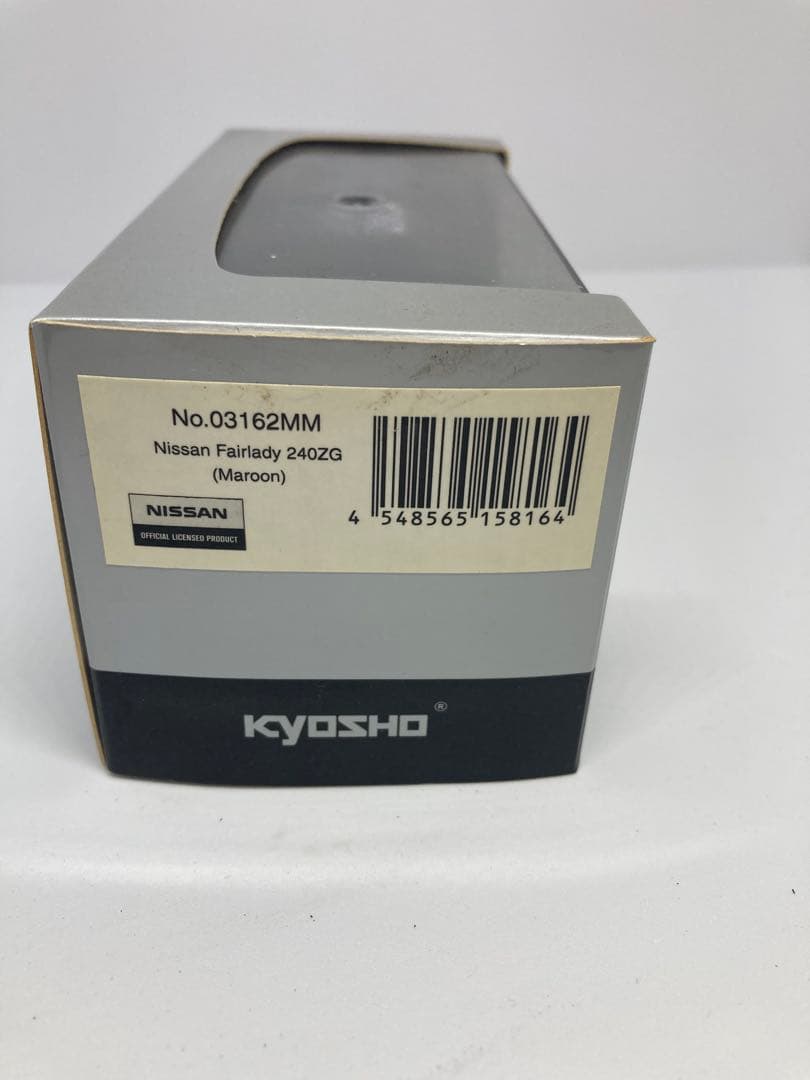 No.03162MM
Nissan Fairlady 240ZG
(Maroon)
NISSAN
OFFICIAL LICENSED PRODUCT
4 548565 158164
KYOSHO®